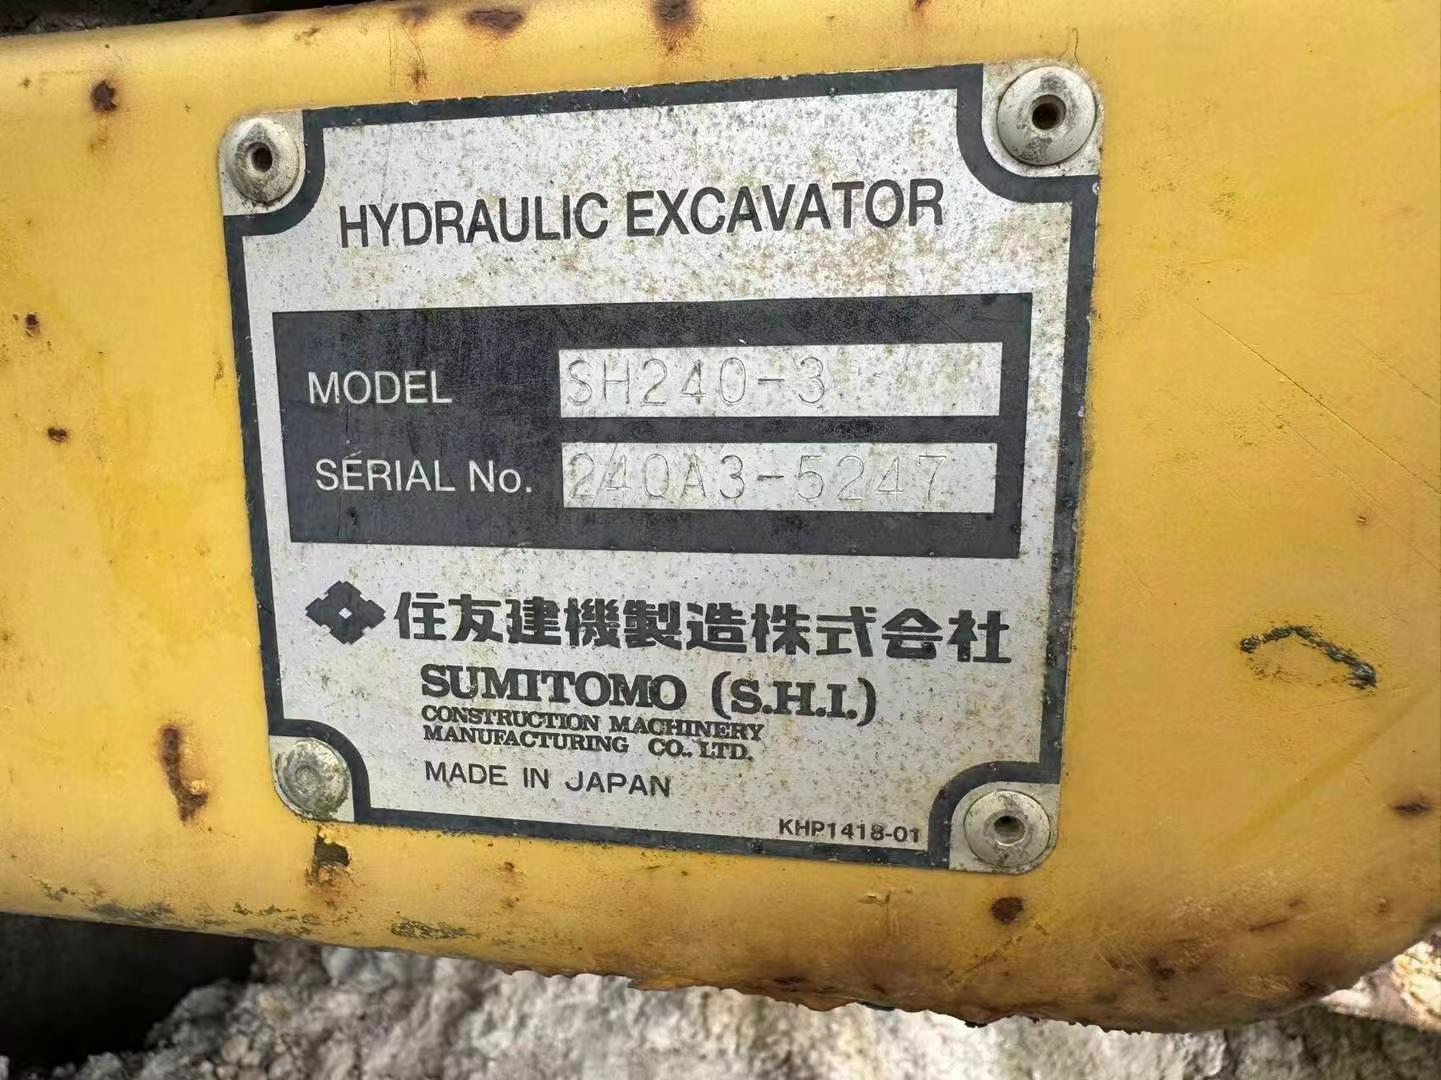 HYDRAULIC EXCAVATOR
MODEL SH240-3
SERIAL No. 240A3-5247
住友建機製造株式会社
SUMITOMO (S.H.I.)
CONSTRUCTION MACHINERY
MANUFACTURING CO., LTD.
MADE IN JAPAN
KHP1418-01